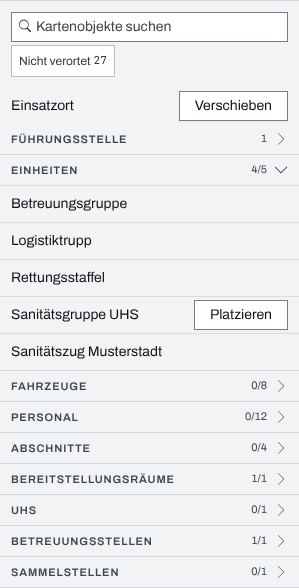 Kartenobjekte suchen
Nicht verortet 27
Einsatzort Verschieben
FÜHRUNGSSTELLE 1
EINHEITEN 4/5
Betreuungsgruppe
Logistiktrupp
Rettungsstaffel
Sanitätsgruppe UHS Platzieren
Sanitätszug Musterstadt
FAHRZEUGE 0/8
PERSONAL 0/12
ABSCHNITTE 0/4
BEREITSTELLUNGSRÄUME 1/1
UHS 0/1
BETREUUNGSSTELLEN 1/1
SAMMELSTELLEN 0/1